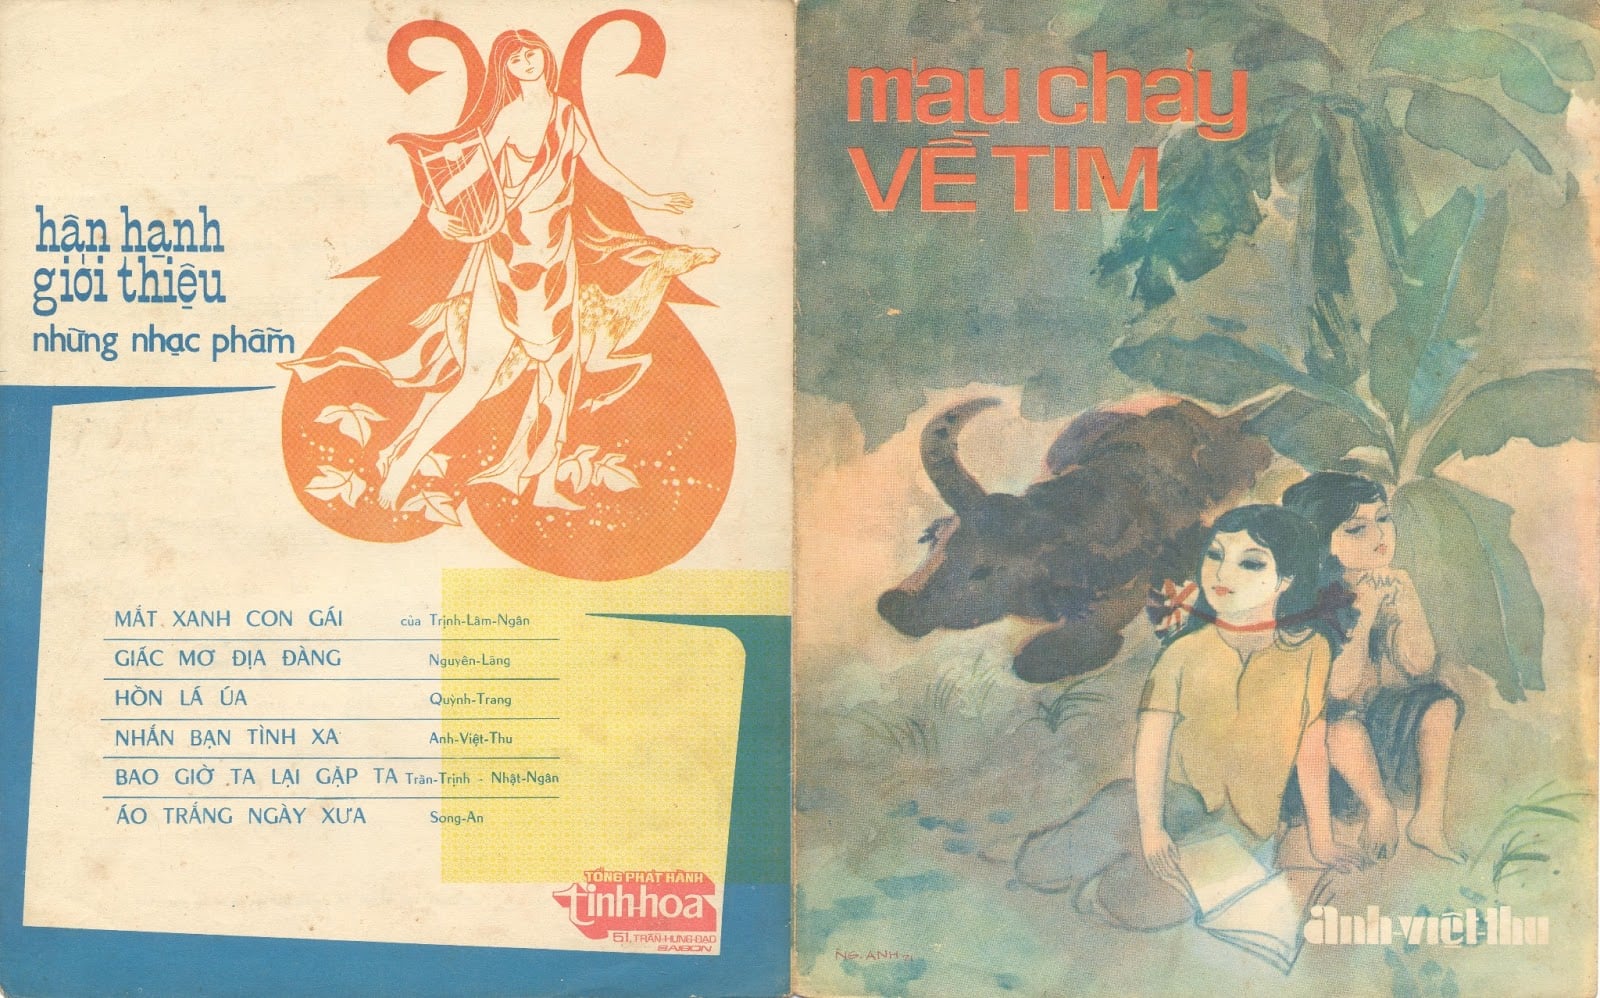 hân hạnh
giới thiệu
những nhạc phẩm
MẮT XANH CON GÁI của Trịnh-Lâm-Ngân
GIẤC MƠ ĐỊA ĐÀNG Nguyên-Lãng
HỒN LÁ ÚA Quỳnh-Trang
NHẮN BẠN TÌNH XA Anh-Việt-Thu
BAO GIỜ TA LẠI GẶP TA Trần-Trịnh - Nhật-Ngân
ÁO TRẮNG NGÀY XƯA Song-An
TỔNG PHÁT HÀNH
tinh-hoa
51, TRẦN-HƯNG-ĐẠO
SAIGON
máu chảy
VỀ TIM
anh-việt-thu
NG. ANH 71